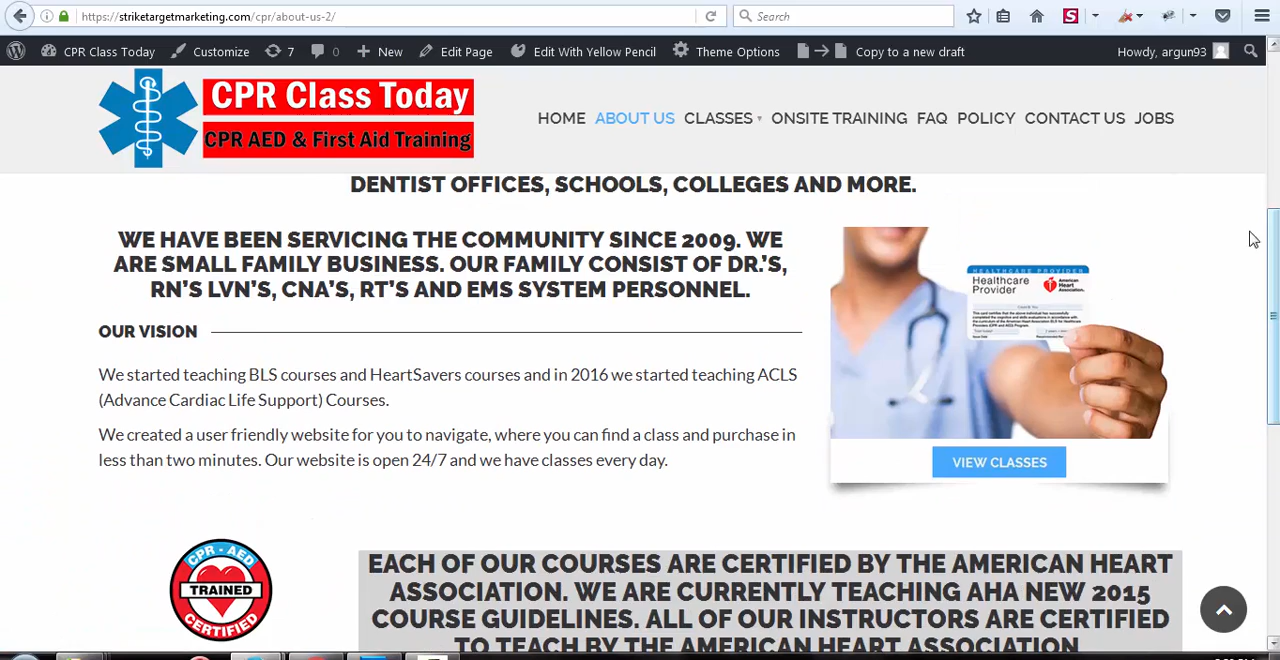 https://striketargetmarketing.com/cpr/about-us-2/
Search
CPR Class Today Customize 7 0 New Edit Page Edit With Yellow Pencil Theme Options Copy to a new draft Howdy, argun93
CPR Class Today
CPR AED & First Aid Training
HOME ABOUT US CLASSES ONSITE TRAINING FAQ POLICY CONTACT US JOBS
DENTIST OFFICES, SCHOOLS, COLLEGES AND MORE.
WE HAVE BEEN SERVICING THE COMMUNITY SINCE 2009. WE
ARE SMALL FAMILY BUSINESS. OUR FAMILY CONSIST OF DR.'S,
RN'S LVN'S, CNA'S, RT'S AND EMS SYSTEM PERSONNEL.
OUR VISION
We started teaching BLS courses and HeartSavers courses and in 2016 we started teaching ACLS
(Advance Cardiac Life Support) Courses.
We created a user friendly website for you to navigate, where you can find a class and purchase in
less than two minutes. Our website is open 24/7 and we have classes every day.
HEALTHCARE PROVIDER
Healthcare
Provider
American
Heart
Association
VIEW CLASSES
CPR - AED
TRAINED
CERTIFIED
EACH OF OUR COURSES ARE CERTIFIED BY THE AMERICAN HEART
ASSOCIATION. WE ARE CURRENTLY TEACHING AHA NEW 2015
COURSE GUIDELINES. ALL OF OUR INSTRUCTORS ARE CERTIFIED
TO TEACH BY THE AMERICAN HEART ASSOCIATION